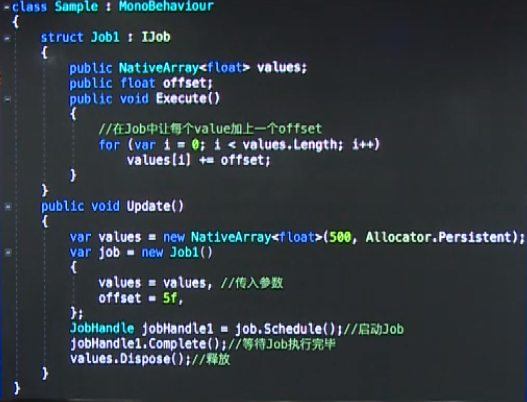 class Sample : MonoBehaviour
{
    struct Job1 : IJob
    {
        public NativeArray<float> values;
        public float offset;
        public void Execute()
        {
            //在Job中让每个value加上一个offset
            for (var i = 0; i < values.Length; i++)
                values[i] += offset;
        }
    }
    public void Update()
    {
        var values = new NativeArray<float>(500, Allocator.Persistent);
        var job = new Job1()
        {
            values = values, //传入参数
            offset = 5f,
        };
        JobHandle jobHandle1 = job.Schedule();//启动Job
        jobHandle1.Complete();//等待Job执行完毕
        values.Dispose();//释放
    }
}